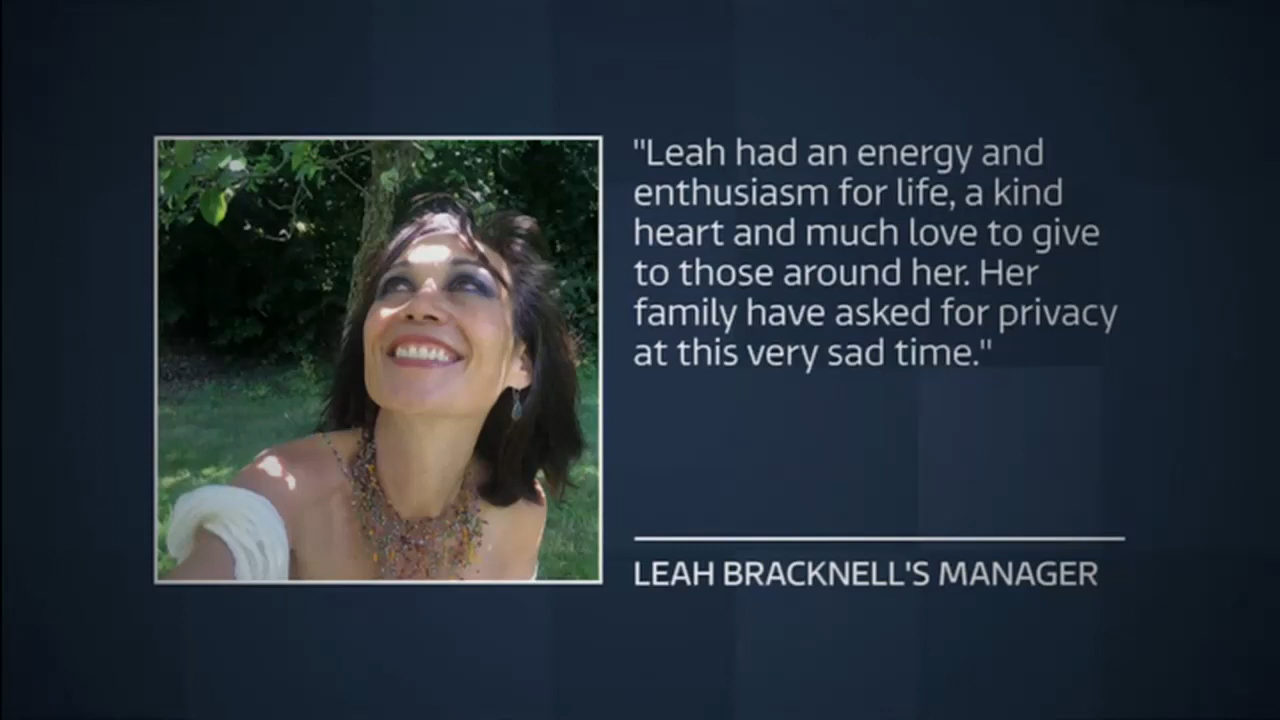 "Leah had an energy and
enthusiasm for life, a kind
heart and much love to give
to those around her. Her
family have asked for privacy
at this very sad time."
LEAH BRACKNELL'S MANAGER